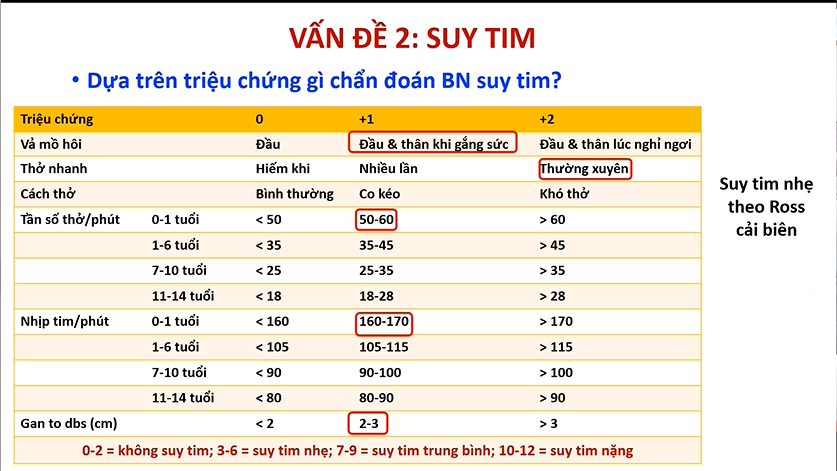 VẤN ĐỀ 2: SUY TIM
• Dựa trên triệu chứng gì chẩn đoán BN suy tim?
Triệu chứng 0 +1 +2
Vả mồ hôi Đầu Đầu & thân khi gắng sức Đầu & thân lúc nghỉ ngơi
Thở nhanh Hiếm khi Nhiều lần Thường xuyên
Cách thở Bình thường Co kéo Khó thở
Tần số thở/phút 0-1 tuổi < 50 50-60 > 60
1-6 tuổi < 35 35-45 > 45
7-10 tuổi < 25 25-35 > 35
11-14 tuổi < 18 18-28 > 28
Nhịp tim/phút 0-1 tuổi < 160 160-170 > 170
1-6 tuổi < 105 105-115 > 115
7-10 tuổi < 90 90-100 > 100
11-14 tuổi < 80 80-90 > 90
Gan to dbs (cm) < 2 2-3 > 3
0-2 = không suy tim; 3-6 = suy tim nhẹ; 7-9 = suy tim trung bình; 10-12 = suy tim nặng
Suy tim nhẹ
theo Ross
cải biên